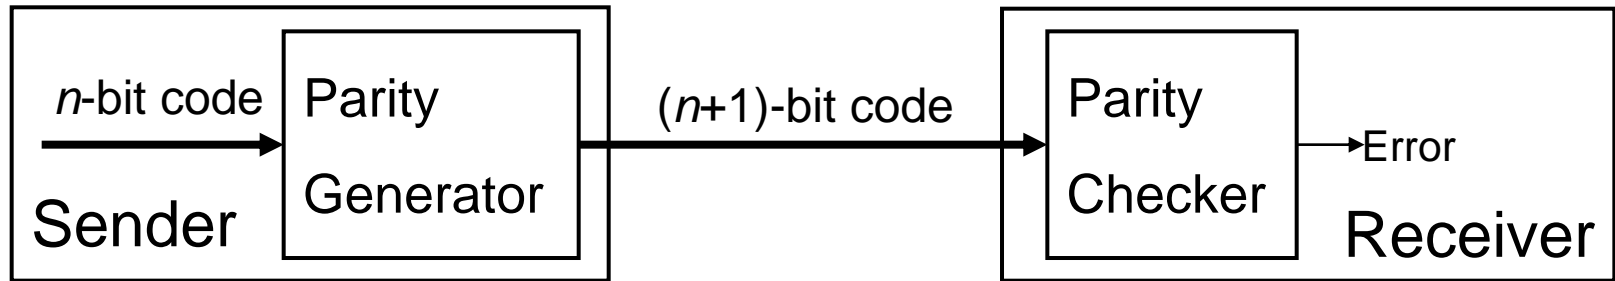 n-bit code
Parity
Generator
Sender
(n+1)-bit code
Parity
Checker
Error
Receiver